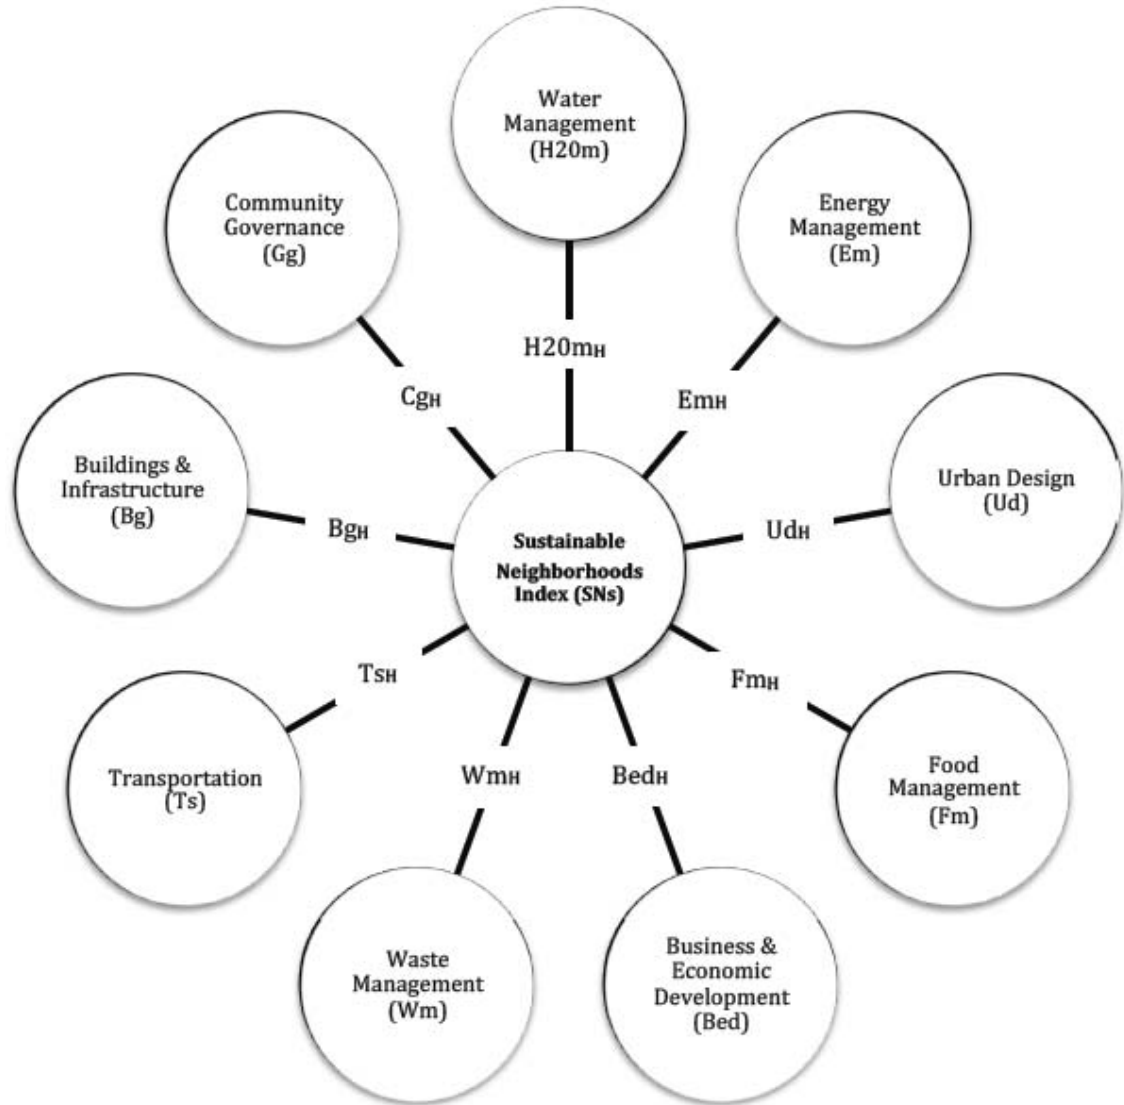 Water
Management
(H20m)
Community
Governance
(Gg)
Energy
Management
(Em)
H20mH
CgH
EmH
Buildings &
Infrastructure
(Bg)
Urban Design
(Ud)
BgH
UdH
Sustainable
Neighborhoods
Index (SNs)
TsH
FmH
Transportation
(Ts)
WmH
BedH
Food
Management
(Fm)
Waste
Management
(Wm)
Business &
Economic
Development
(Bed)